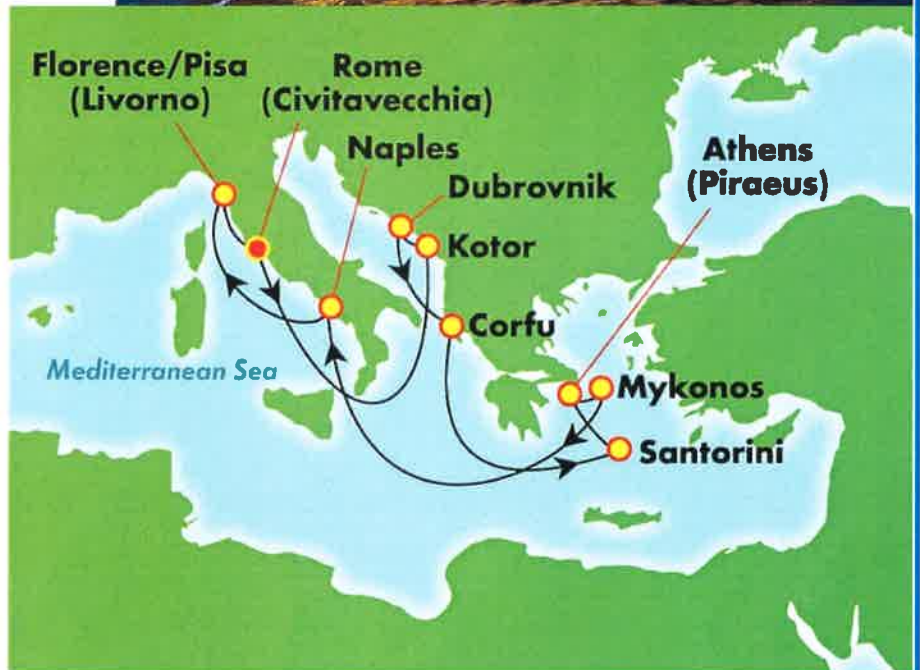 Florence/Pisa
(Livorno)
Rome
(Civitavecchia)
Naples
Dubrovnik
Kotor
Athens
(Piraeus)
Corfu
Mediterranean Sea
Mykonos
Santorini